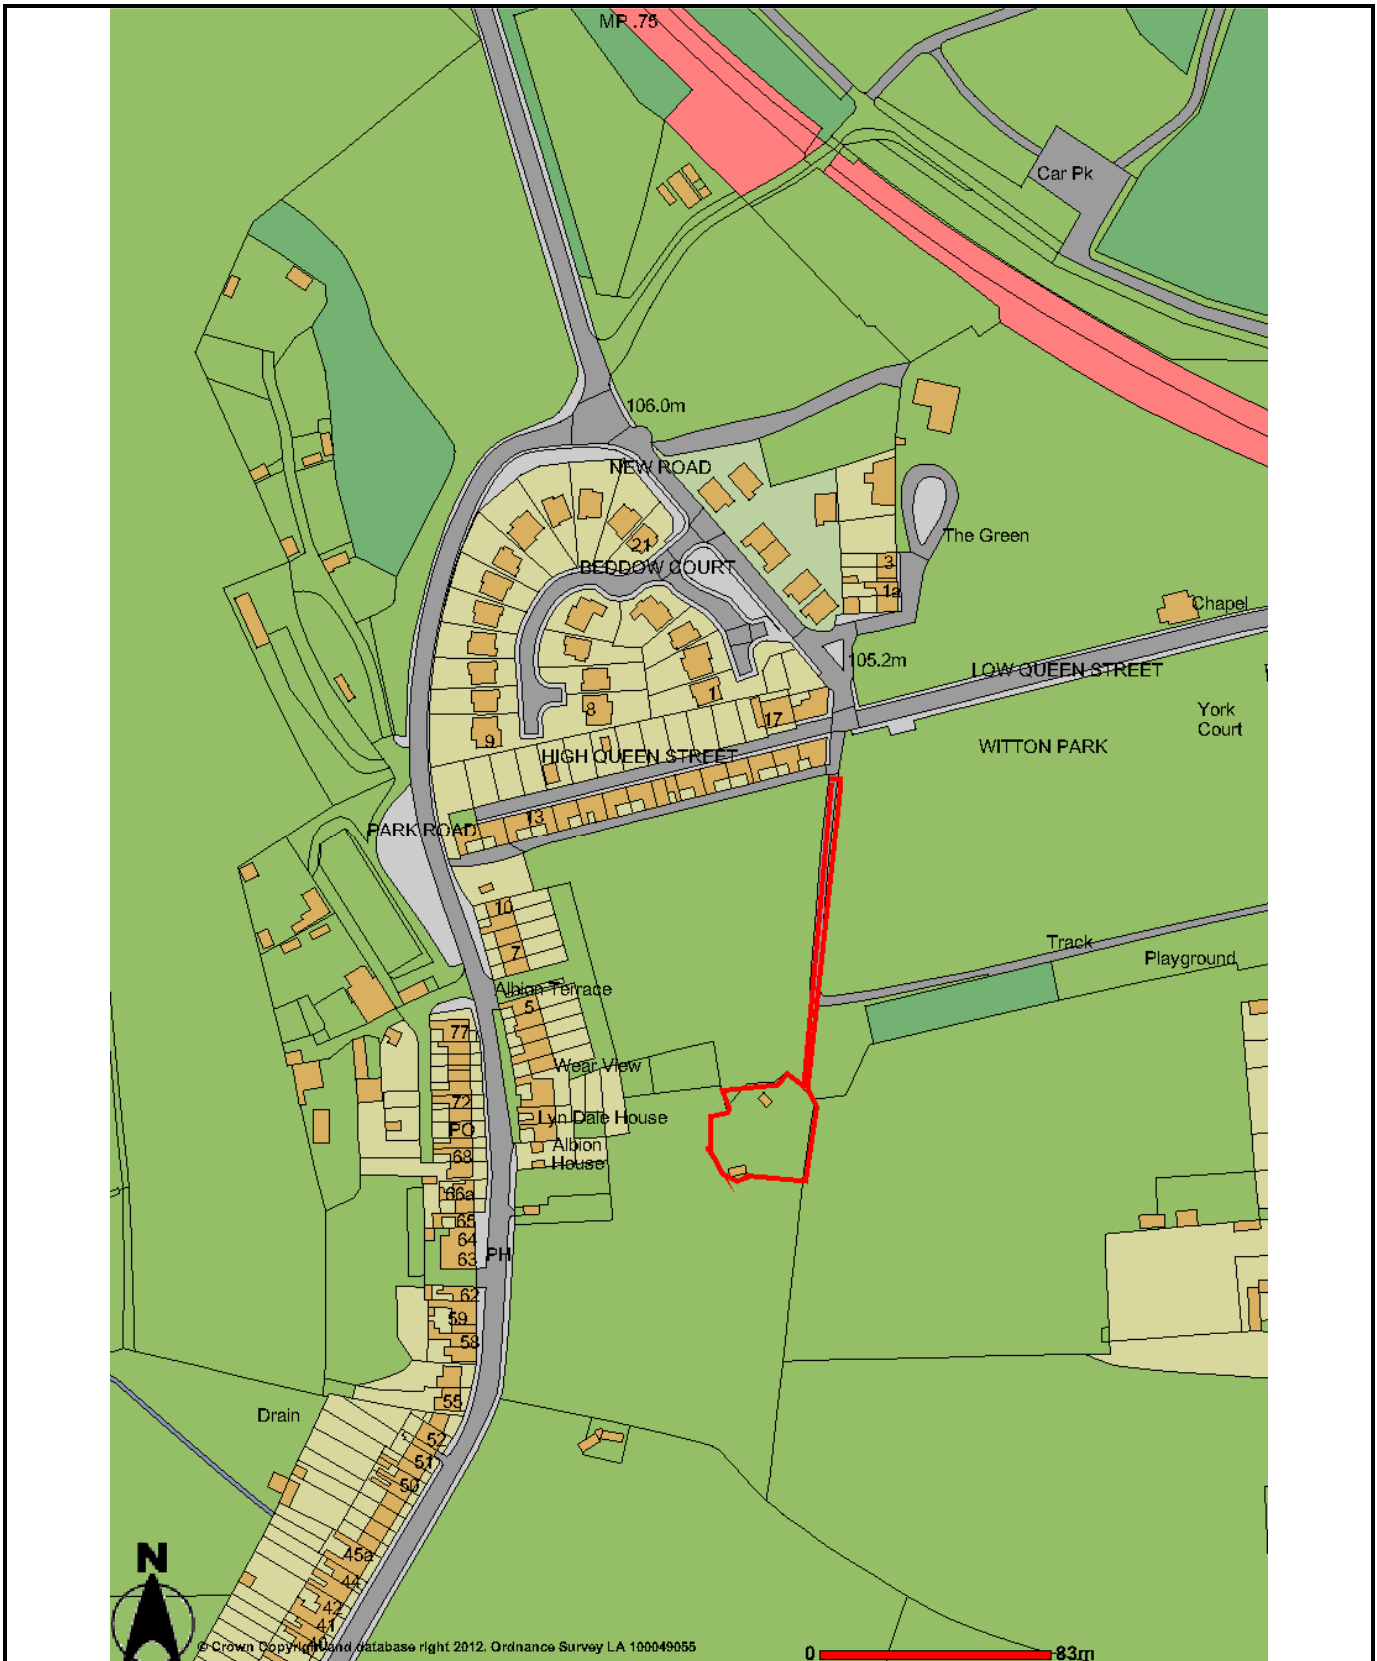 MP .75
Car Pk
106.0m
NEW ROAD
21
The Green
BEDDOW COURT
3
1a
Chapel
105.2m
LOW QUEEN STREET
1
8
17
York
Court
9
HIGH QUEEN STREET
WITTON PARK
13
PARK ROAD
10
Track
7
Playground
Albion Terrace
5
77
Wear View
72
Lyn Dale House
PO
Albion
House
68
66a
65
64
63
PH
62
59
58
55
Drain
52
51
50
45a
44
42
41
40
N
© Crown Copyright and database right 2012. Ordnance Survey LA 100049055
0
83m